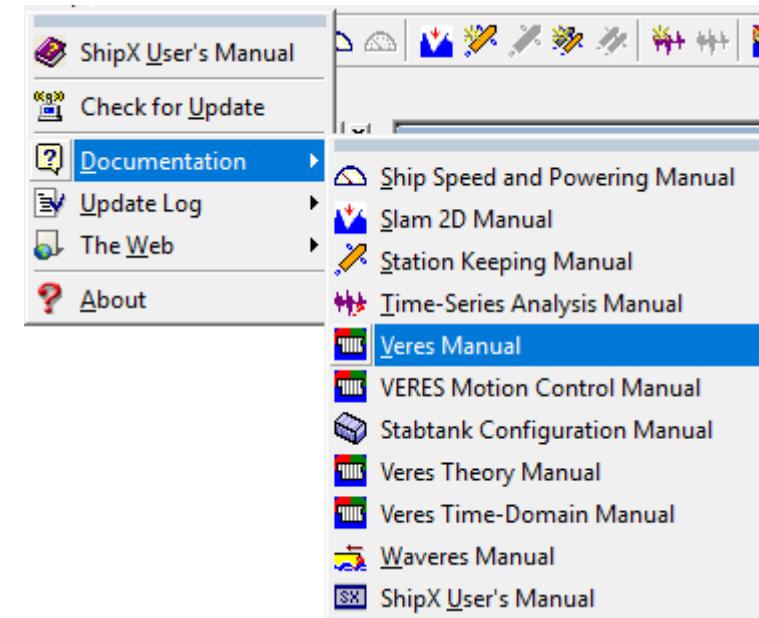 ShipX User's Manual
Check for Update
Documentation
Update Log
The Web
About
Ship Speed and Powering Manual
Slam 2D Manual
Station Keeping Manual
Time-Series Analysis Manual
Veres Manual
VERES Motion Control Manual
Stabtank Configuration Manual
Veres Theory Manual
Veres Time-Domain Manual
Waveres Manual
SX ShipX User's Manual